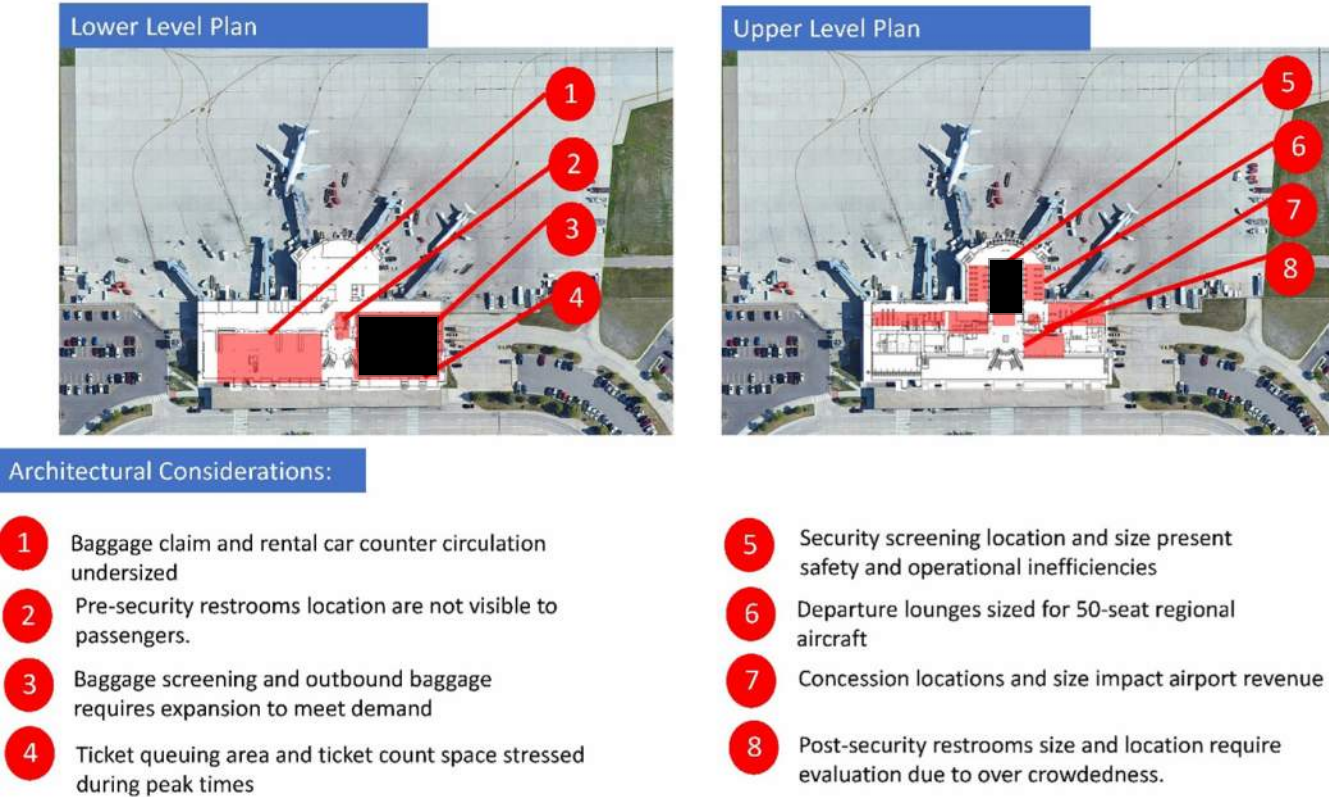 Lower Level Plan
Upper Level Plan
1
2
3
4
5
6
7
8
Architectural Considerations:
1
Baggage claim and rental car counter circulation
undersized
2
Pre-security restrooms location are not visible to
passengers.
3
Baggage screening and outbound baggage
requires expansion to meet demand
4
Ticket queuing area and ticket count space stressed
during peak times
5
Security screening location and size present
safety and operational inefficiencies
6
Departure lounges sized for 50-seat regional
aircraft
7
Concession locations and size impact airport revenue
8
Post-security restrooms size and location require
evaluation due to over crowdedness.